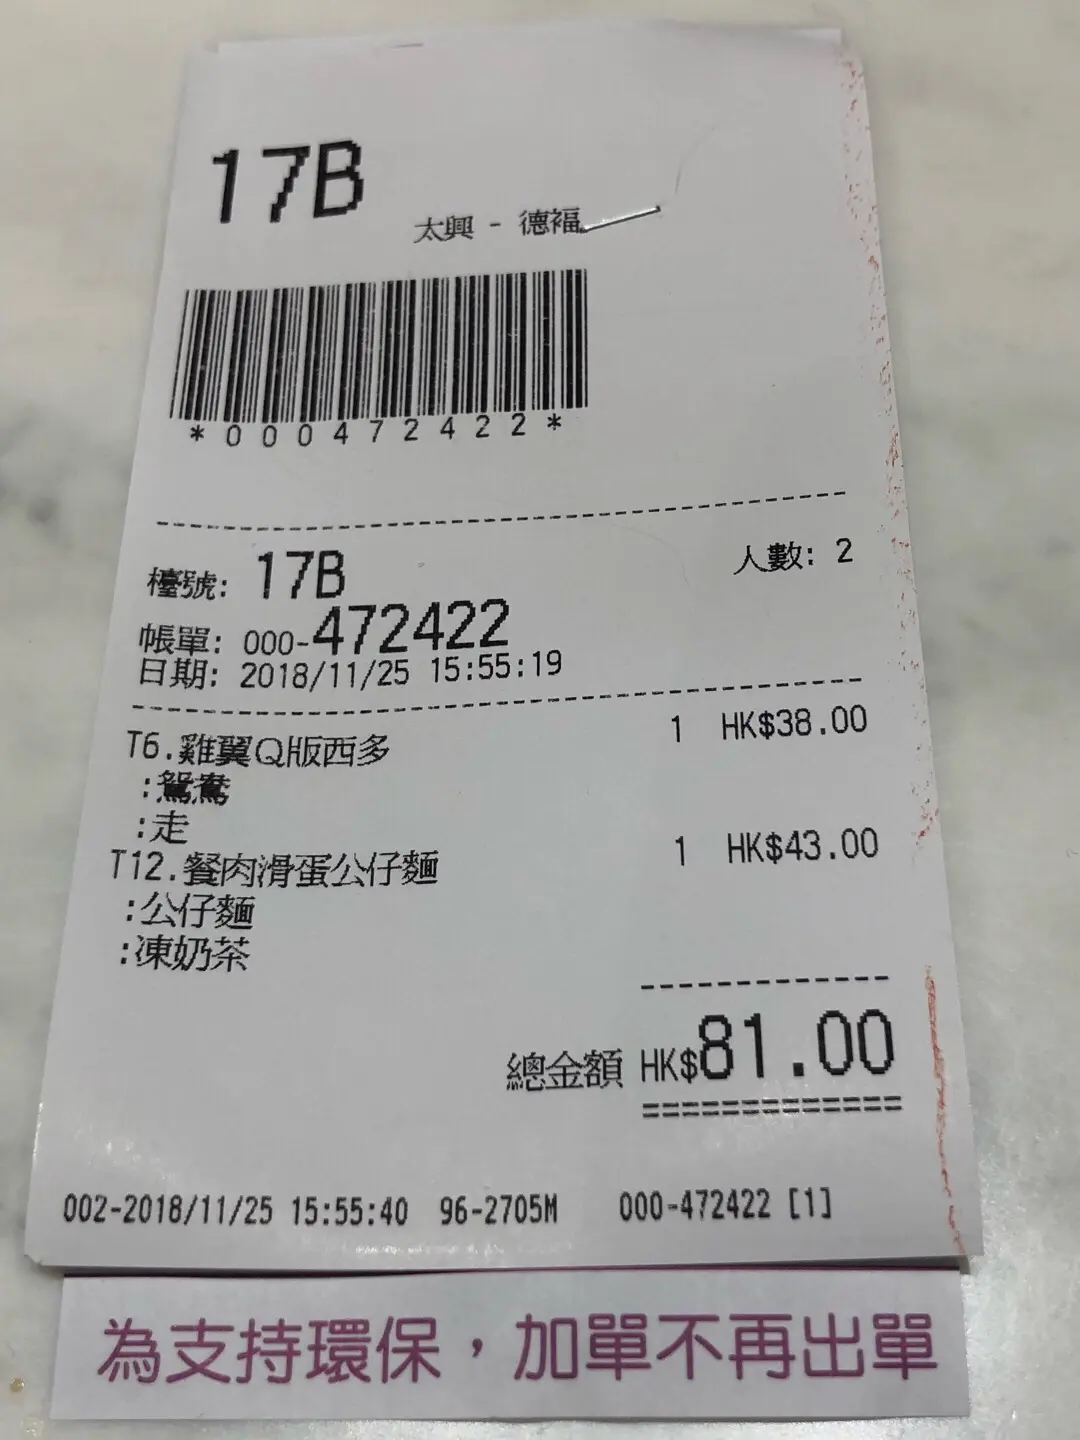 17B
太興 - 德福
*000472422*
檯號: 17B
人數: 2
帳單: 000-472422
日期: 2018/11/25 15:55:19
T6.雞翼Q版西多 1 HK$38.00
:鴛鴦
:走
T12.餐肉滑蛋公仔麵 1 HK$43.00
:公仔麵
:凍奶茶
總金額 HK$81.00
002-2018/11/25 15:55:40 96-2705M 000-472422 [1]
為支持環保，加單不再出單